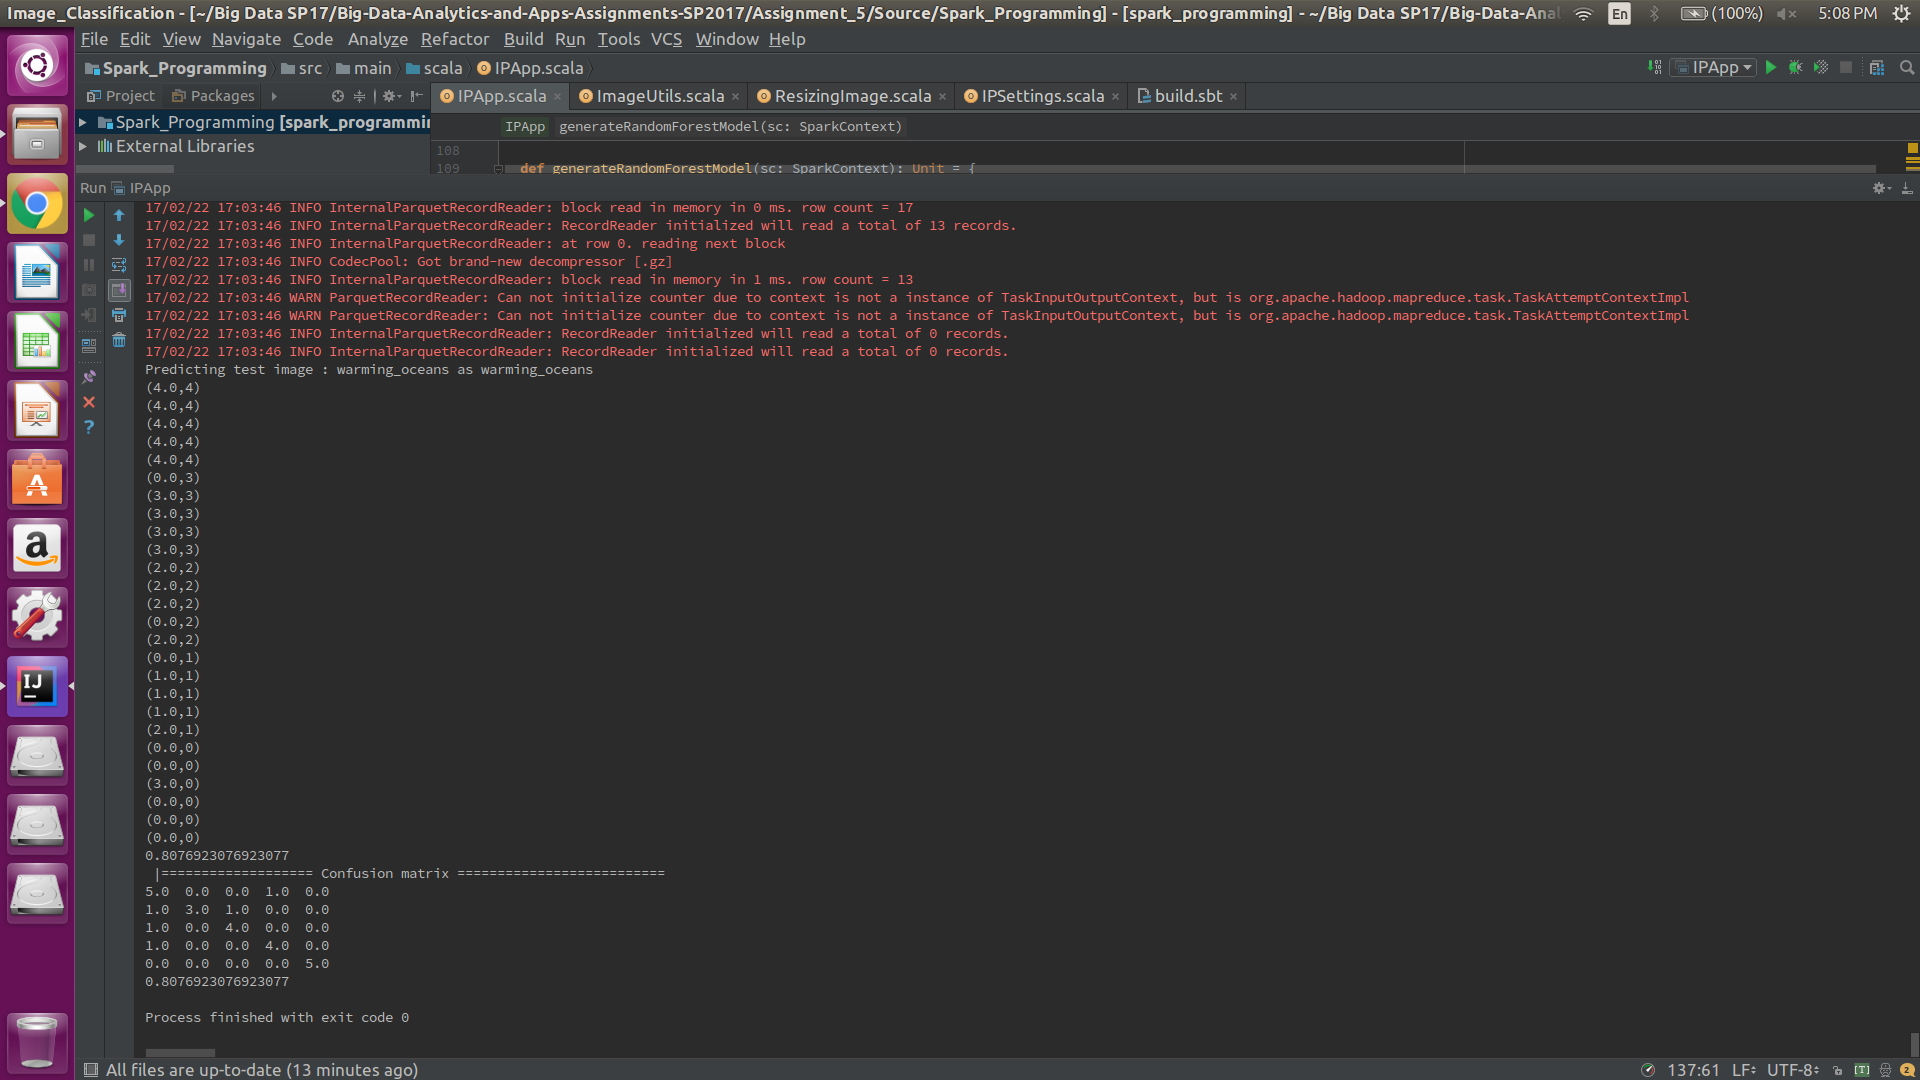 Image_Classification - [~/Big Data SP17/Big-Data-Analytics-and-Apps-Assignments-SP2017/Assignment_5/Source/Spark_Programming] - [spark_programming] - ~/Big Data SP17/Big-Data-Anal
En (100%) 5:08 PM
File Edit View Navigate Code Analyze Refactor Build Run Tools VCS Window Help
Spark_Programming src main scala IPApp.scala
IPApp
Project Packages
IPApp.scala ImageUtils.scala ResizingImage.scala IPSettings.scala build.sbt
Spark_Programming [spark_programmin
External Libraries
IPApp generateRandomForestModel(sc: SparkContext)
108
109 def generateRandomForestModel(sc: SparkContext): Unit = {
Run IPApp
17/02/22 17:03:46 INFO InternalParquetRecordReader: block read in memory in 0 ms. row count = 17
17/02/22 17:03:46 INFO InternalParquetRecordReader: RecordReader initialized will read a total of 13 records.
17/02/22 17:03:46 INFO InternalParquetRecordReader: at row 0. reading next block
17/02/22 17:03:46 INFO CodecPool: Got brand-new decompressor [.gz]
17/02/22 17:03:46 INFO InternalParquetRecordReader: block read in memory in 1 ms. row count = 13
17/02/22 17:03:46 WARN ParquetRecordReader: Can not initialize counter due to context is not a instance of TaskInputOutputContext, but is org.apache.hadoop.mapreduce.task.TaskAttemptContextImpl
17/02/22 17:03:46 WARN ParquetRecordReader: Can not initialize counter due to context is not a instance of TaskInputOutputContext, but is org.apache.hadoop.mapreduce.task.TaskAttemptContextImpl
17/02/22 17:03:46 INFO InternalParquetRecordReader: RecordReader initialized will read a total of 0 records.
17/02/22 17:03:46 INFO InternalParquetRecordReader: RecordReader initialized will read a total of 0 records.
Predicting test image : warming_oceans as warming_oceans
(4.0,4)
(4.0,4)
(4.0,4)
(4.0,4)
(4.0,4)
(0.0,3)
(3.0,3)
(3.0,3)
(3.0,3)
(3.0,3)
(2.0,2)
(2.0,2)
(2.0,2)
(0.0,2)
(2.0,2)
(0.0,1)
(1.0,1)
(1.0,1)
(1.0,1)
(2.0,1)
(0.0,0)
(0.0,0)
(3.0,0)
(0.0,0)
(0.0,0)
(0.0,0)
0.8076923076923077
|=================== Confusion matrix ==========================
5.0 0.0 0.0 1.0 0.0
1.0 3.0 1.0 0.0 0.0
1.0 0.0 4.0 0.0 0.0
1.0 0.0 0.0 4.0 0.0
0.0 0.0 0.0 0.0 5.0
0.8076923076923077
Process finished with exit code 0
All files are up-to-date (13 minutes ago)
137:61 LF UTF-8 [T] 2